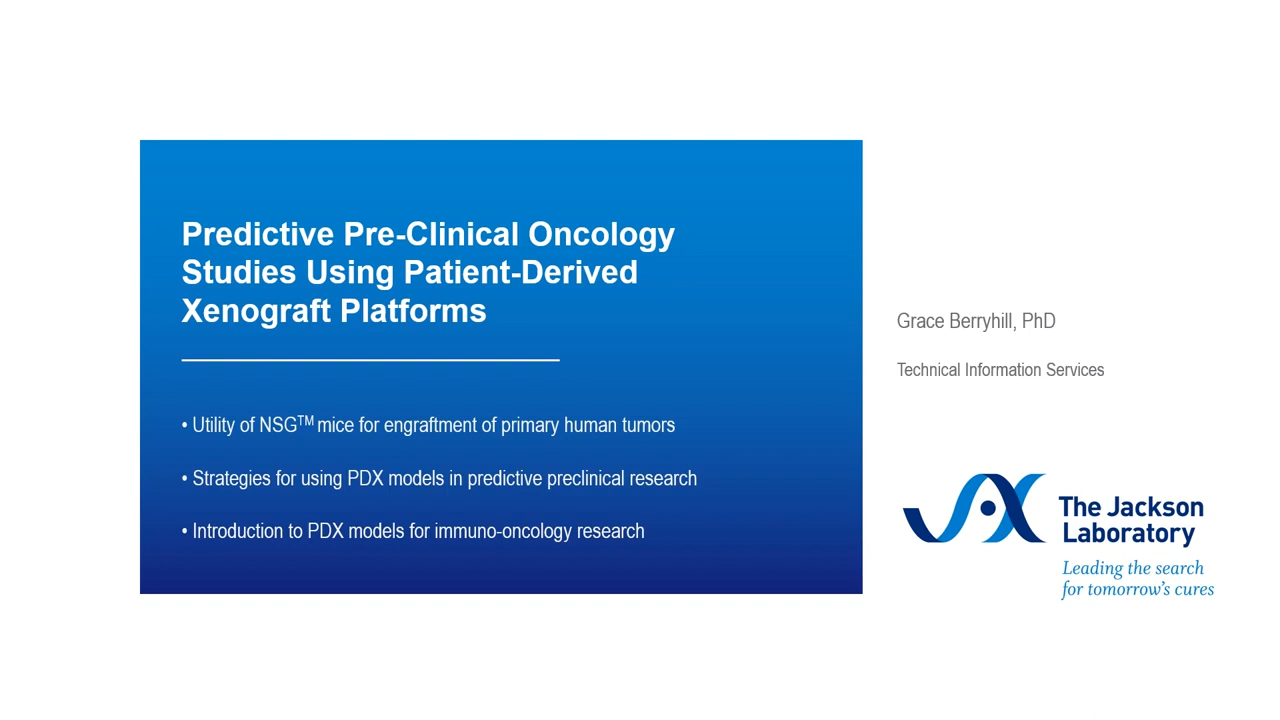 Predictive Pre-Clinical Oncology
Studies Using Patient-Derived
Xenograft Platforms
• Utility of NSG™ mice for engraftment of primary human tumors
• Strategies for using PDX models in predictive preclinical research
• Introduction to PDX models for immuno-oncology research
Grace Berryhill, PhD
Technical Information Services
The Jackson
Laboratory
Leading the search
for tomorrow's cures